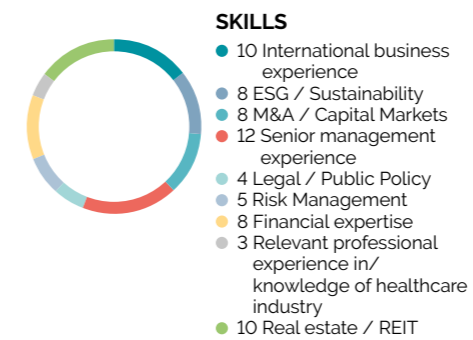 SKILLS
10 International business
experience
8 ESG / Sustainability
8 M&A / Capital Markets
12 Senior management
experience
4 Legal / Public Policy
5 Risk Management
8 Financial expertise
3 Relevant professional
experience in/
knowledge of healthcare
industry
10 Real estate / REIT